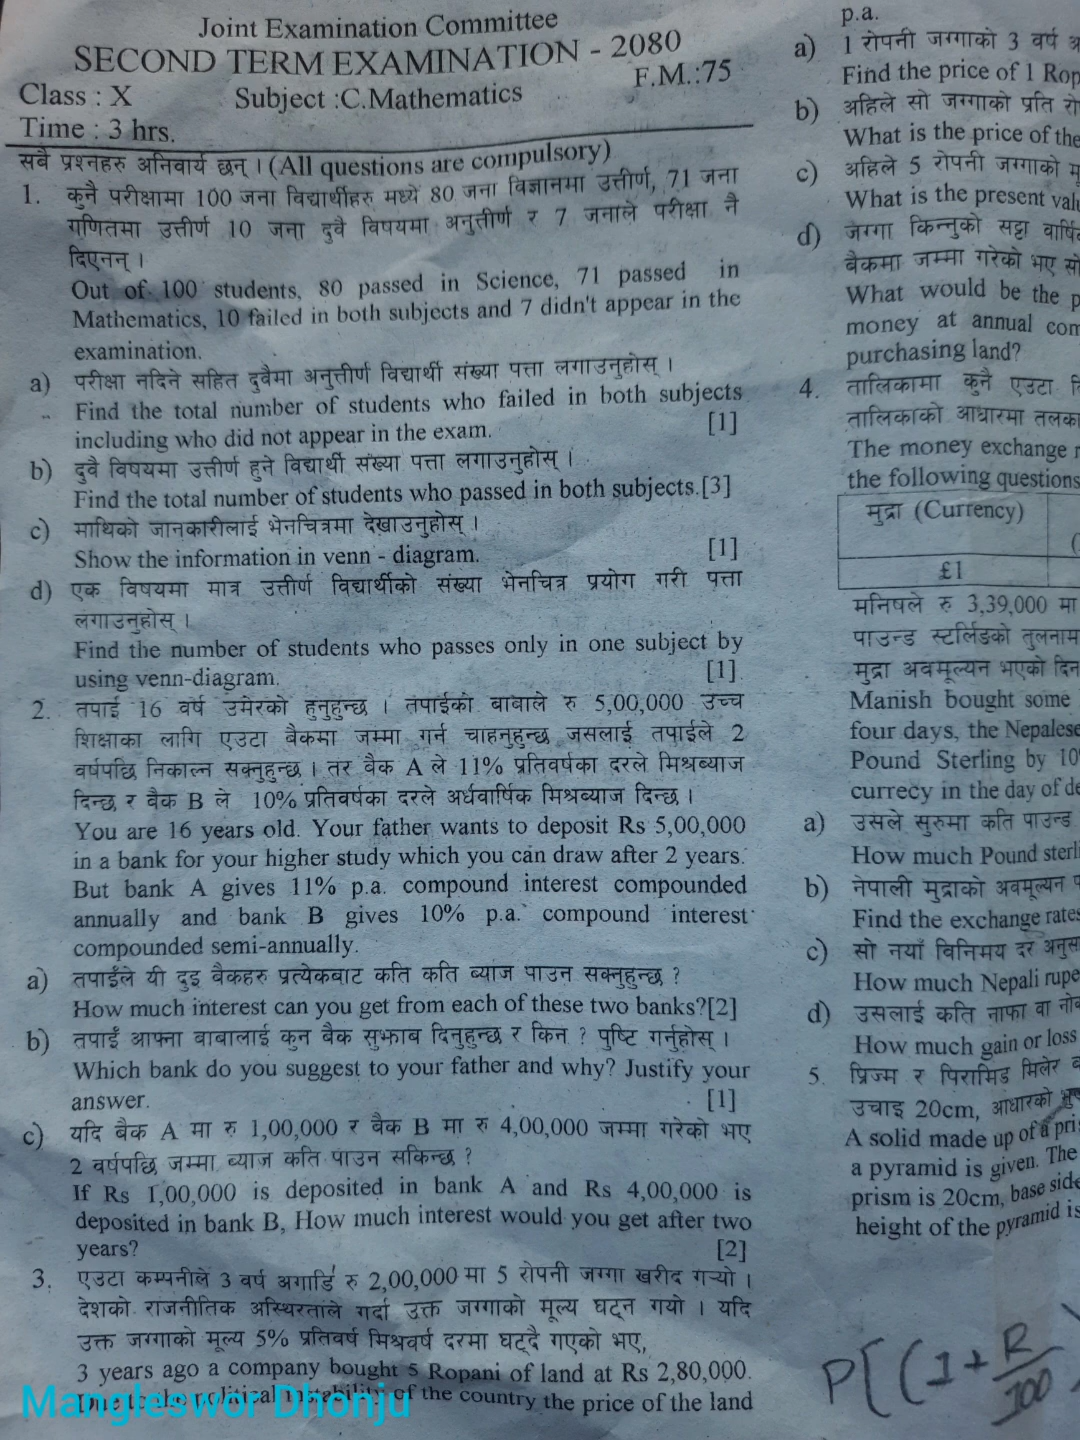 Joint Examination Committee
SECOND TERM EXAMINATION - 2080
Class : X Subject :C.Mathematics F.M.:75
Time : 3 hrs.
सबै प्रश्नहरु अनिवार्य छन् । (All questions are compulsory)
1. कुनै परीक्षामा 100 जना विद्यार्थीहरु मध्ये 80 जना विज्ञानमा उत्तीर्ण, 71 जना
गणितमा उत्तीर्ण 10 जना दुवै विषयमा अनुत्तीर्ण र 7 जनाले परीक्षा नै
दिएनन् ।
Out of 100 students, 80 passed in Science, 71 passed in
Mathematics, 10 failed in both subjects and 7 didn't appear in the
examination.
a) परीक्षा नदिने सहित दुवैमा अनुत्तीर्ण विद्यार्थी संख्या पत्ता लगाउनुहोस् ।
Find the total number of students who failed in both subjects
including who did not appear in the exam. [1]
b) दुवै विषयमा उत्तीर्ण हुने विद्यार्थी संख्या पत्ता लगाउनुहोस् ।
Find the total number of students who passed in both subjects.[3]
c) माथिको जानकारीलाई भेनचित्रमा देखाउनुहोस् ।
Show the information in venn - diagram. [1]
d) एक विषयमा मात्र उत्तीर्ण विद्यार्थीको संख्या भेनचित्र प्रयोग गरी पत्ता
लगाउनुहोस् ।
Find the number of students who passes only in one subject by
using venn-diagram. [1]
2. तपाई 16 वर्ष उमेरको हुनुहुन्छ । तपाईको बाबाले रु 5,00,000 उच्च
शिक्षाका लागि एउटा बैंकमा जम्मा गर्न चाहनुहुन्छ जसलाई तपाईले 2
वर्षपछि निकाल्न सक्नुहुन्छ । तर बैंक A ले 11% प्रतिवर्षका दरले मिश्रब्याज
दिन्छ र बैंक B ले 10% प्रतिवर्षका दरले अर्धवार्षिक मिश्रब्याज दिन्छ ।
You are 16 years old. Your father wants to deposit Rs 5,00,000
in a bank for your higher study which you can draw after 2 years.
But bank A gives 11% p.a. compound interest compounded
annually and bank B gives 10% p.a. compound interest
compounded semi-annually.
a) तपाईंले यी दुइ बैंकहरु प्रत्येकबाट कति कति ब्याज पाउन सक्नुहुन्छ ?
How much interest can you get from each of these two banks?[2]
b) तपाईं आफ्ना बाबालाई कुन बैंक सुझाब दिनुहुन्छ र किन ? पुष्टि गर्नुहोस् ।
Which bank do you suggest to your father and why? Justify your
answer. [1]
c) यदि बैंक A मा रु 1,00,000 र बैंक B मा रु 4,00,000 जम्मा गरेको भए
2 वर्षपछि जम्मा ब्याज कति पाउन सकिन्छ ?
If Rs 1,00,000 is deposited in bank A and Rs 4,00,000 is
deposited in bank B, How much interest would you get after two
years? [2]
3. एउटा कम्पनीले 3 वर्ष अगाडि रु 2,00,000 मा 5 रोपनी जग्गा खरीद गर्‍यो ।
देशको राजनीतिक अस्थिरताले गर्दा उक्त जग्गाको मूल्य घट्न गयो । यदि
उक्त जग्गाको मूल्य 5% प्रतिवर्ष मिश्रवर्ष दरमा घट्दै गएको भए,
3 years ago a company bought 5 Ropani of land at Rs 2,80,000.
Due to the political instability of the country the price of the land
Mangleswor Dhonju
p.a.
a) 1 रोपनी जग्गाको 3 वर्ष
Find the price of 1 Rop
b) अहिले सो जग्गाको प्रति रो
What is the price of the
c) अहिले 5 रोपनी जग्गाको मू
What is the present valu
d) जग्गा किन्नुको सट्टा वार्षि
बैंकमा जम्मा गरेको भए सो
What would be the p
money at annual com
purchasing land?
4. तालिकामा कुनै एउटा
तालिकाको आधारमा तलका
The money exchange r
the following questions
मुद्रा (Currency)
£1
मनिषले रु 3,39,000 मा
पाउन्ड स्टर्लिङको तुलनाम
मुद्रा अवमूल्यन भएको दिन
Manish bought some
four days, the Nepalese
Pound Sterling by 10
currecy in the day of de
a) उसले सुरुमा कति पाउन्ड
How much Pound sterli
b) नेपाली मुद्राको अवमूल्यन
Find the exchange rates
c) सो नयाँ विनिमय दर अनुस
How much Nepali rupe
d) उसलाई कति नाफा वा नोक
How much gain or loss
5. प्रिज्म र पिरामिड मिलेर
उचाइ 20cm, आधारको भु
A solid made up of a pri
a pyramid is given. The
prism is 20cm, base side
height of the pyramid is
P[(1+R/100